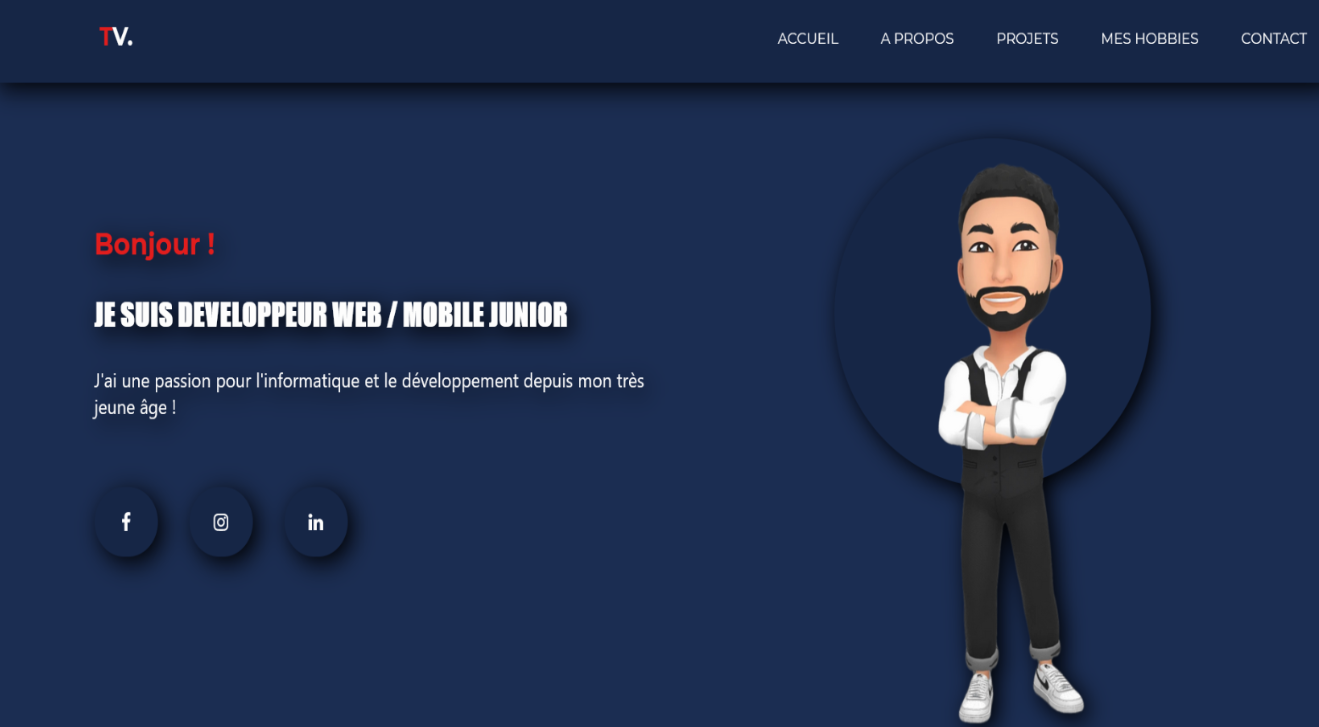 TV.
ACCUEIL A PROPOS PROJETS MES HOBBIES CONTACT
Bonjour !
JE SUIS DEVELOPPEUR WEB / MOBILE JUNIOR
J'ai une passion pour l'informatique et le développement depuis mon très
jeune âge !